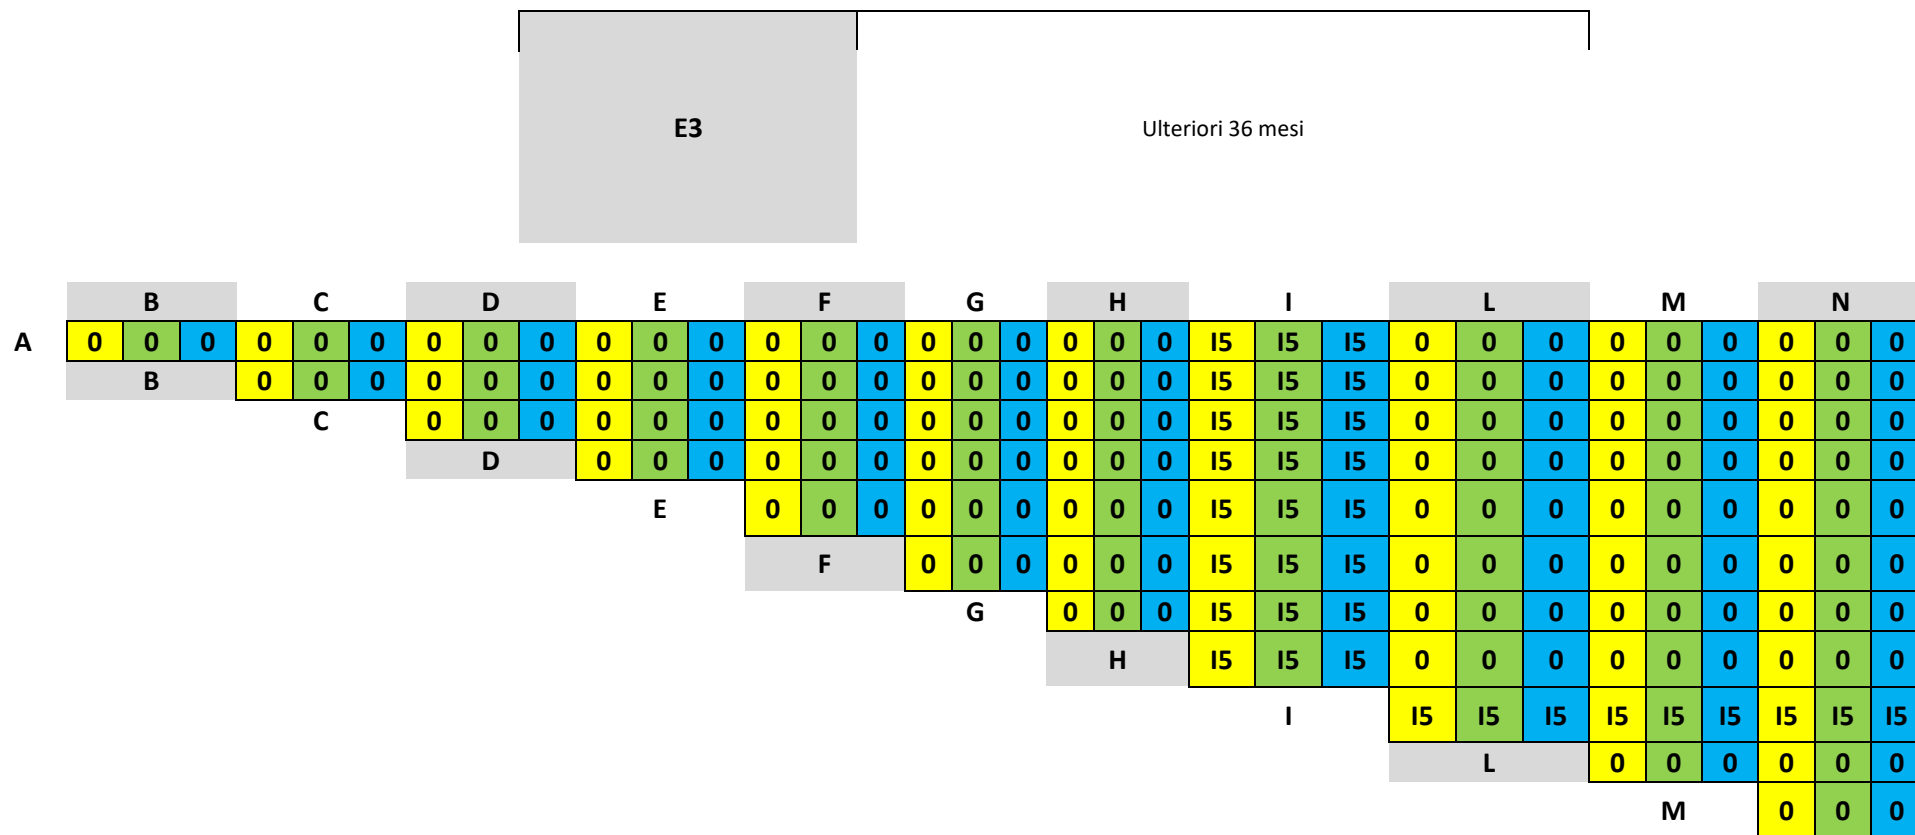 E3 Ulteriori 36 mesi
B C D E F G H I L M N
A 0 0 0 0 0 0 0 0 0 0 0 0 0 0 0 0 0 0 0 0 0 I5 I5 I5 0 0 0 0 0 0 0 0 0
B 0 0 0 0 0 0 0 0 0 0 0 0 0 0 0 0 0 0 I5 I5 I5 0 0 0 0 0 0 0 0 0
C 0 0 0 0 0 0 0 0 0 0 0 0 0 0 0 I5 I5 I5 0 0 0 0 0 0 0 0 0
D 0 0 0 0 0 0 0 0 0 0 0 0 I5 I5 I5 0 0 0 0 0 0 0 0 0
E 0 0 0 0 0 0 0 0 0 I5 I5 I5 0 0 0 0 0 0 0 0 0
F 0 0 0 0 0 0 I5 I5 I5 0 0 0 0 0 0 0 0 0
G 0 0 0 I5 I5 I5 0 0 0 0 0 0 0 0 0
H I5 I5 I5 0 0 0 0 0 0 0 0 0
I I5 I5 I5 I5 I5 I5 I5 I5 I5
L 0 0 0 0 0 0
M 0 0 0